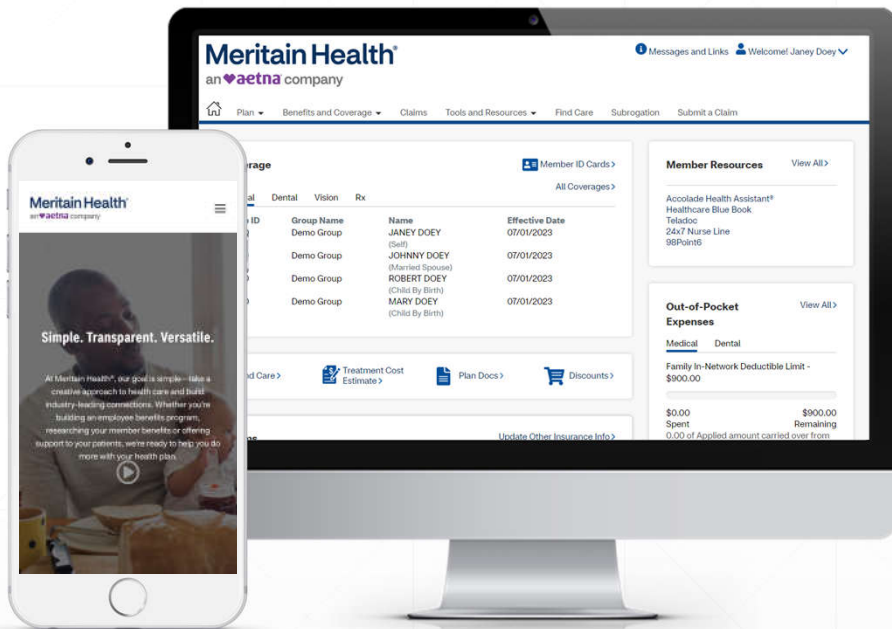 Meritain Health®
an aetna company
Messages and Links Welcome! Janey Doey
Plan Benefits and Coverage Claims Tools and Resources Find Care Subrogation Submit a Claim
Member ID Cards >
All Coverages >
Dental Vision Rx
ID Group Name Name Effective Date
Demo Group JANEY DOEY 07/01/2023
(Self)
Demo Group JOHNNY DOEY 07/01/2023
(Married Spouse)
Demo Group ROBERT DOEY 07/01/2023
(Child By Birth)
Demo Group MARY DOEY 07/01/2023
(Child By Birth)
Care >
Treatment Cost
Estimate >
Plan Docs >
Discounts >
Update Other Insurance Info >
Member Resources View All >
Accolade Health Assistant®
Healthcare Blue Book
Teladoc
24x7 Nurse Line
98Point6
Out-of-Pocket View All >
Expenses
Medical Dental
Family In-Network Deductible Limit -
$900.00
$0.00 $900.00
Spent Remaining
0.00 of Applied amount carried over from
Meritain Health®
an aetna company
Simple. Transparent. Versatile.
At Meritain Health®, our goal is simple—take a
creative approach to health care and build
industry-leading connections. Whether you're
building an employee benefits program,
researching your member benefits or offering
support to your patients, we're ready to help you do
more with your health plan.